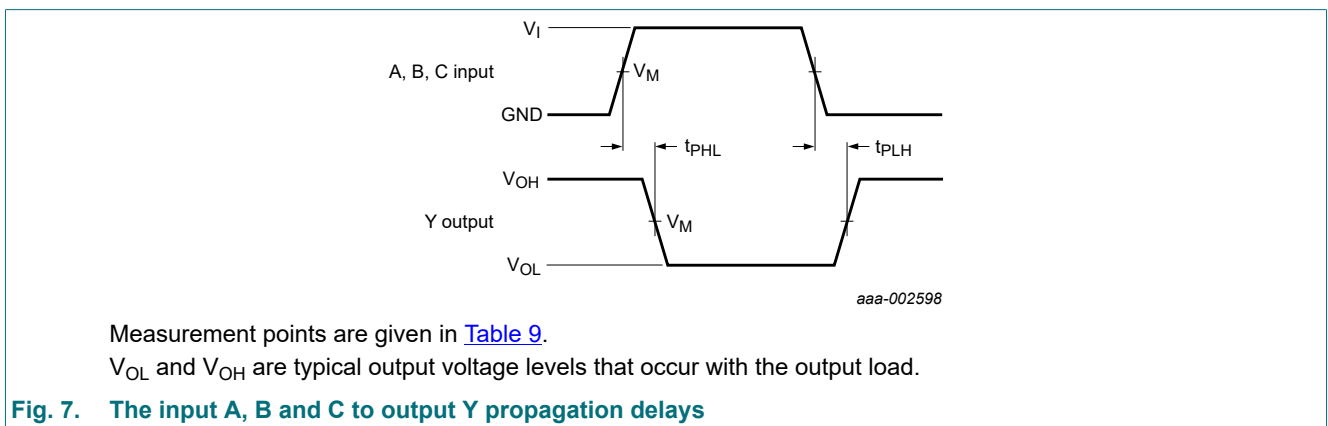 VI
A, B, C input
VM
GND
tPHL
tPLH
VOH
Y output
VM
VOL
aaa-002598
Measurement points are given in Table 9.
VOL and VOH are typical output voltage levels that occur with the output load.
Fig. 7. The input A, B and C to output Y propagation delays